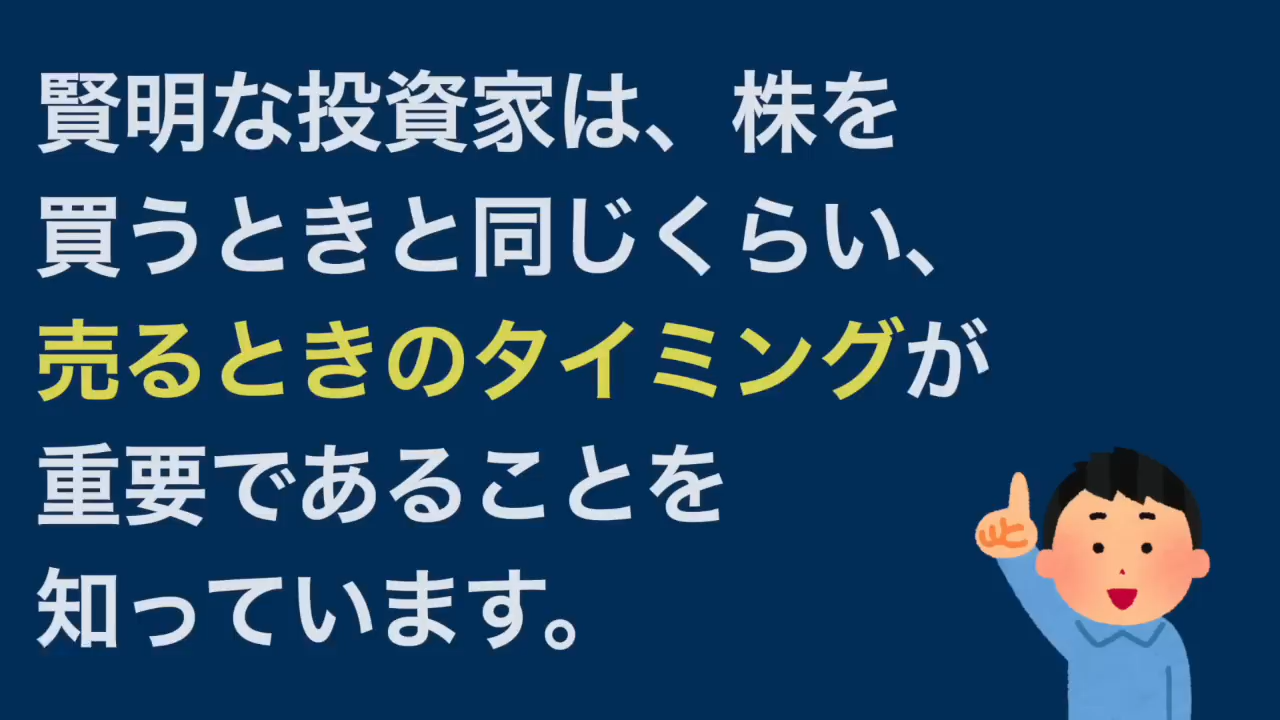 賢明な投資家は、株を
買うときと同じくらい、
売るときのタイミングが
重要であることを
知っています。